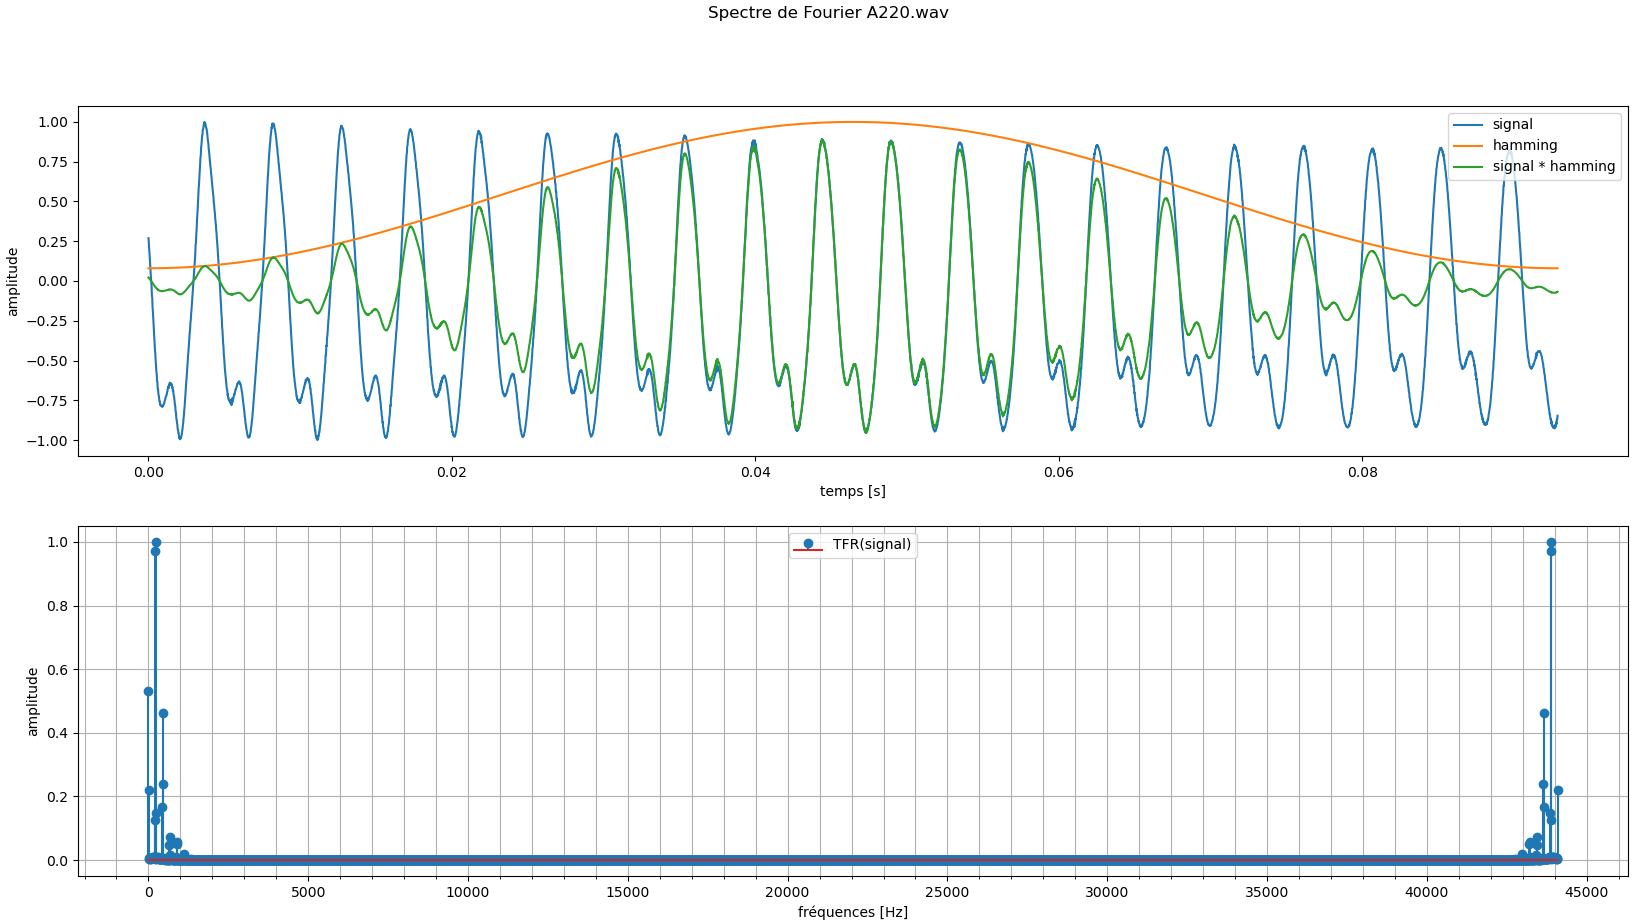 Spectre de Fourier A220.wav
signal
hamming
signal * hamming
1.00
0.75
0.50
0.25
0.00
−0.25
−0.50
−0.75
−1.00
amplitude
0.00 0.02 0.04 0.06 0.08
temps [s]
TFR(signal)
1.0
0.8
0.6
0.4
0.2
0.0
amplitude
0 5000 10000 15000 20000 25000 30000 35000 40000 45000
fréquences [Hz]